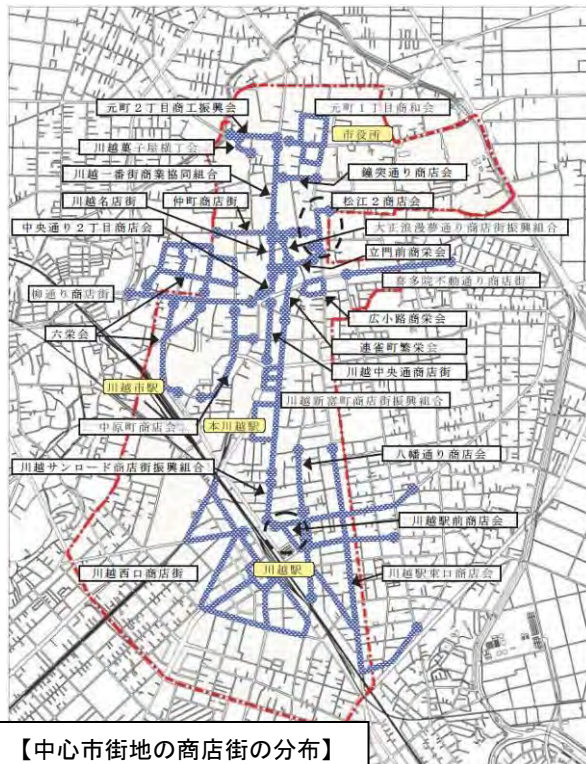 元町２丁目商工振興会
元町１丁目商和会
市役所
川越菓子屋横丁会
川越一番街商業協同組合
鐘突通り商店会
川越名店街
仲町商店街
松江２商店会
中央通り２丁目商店会
大正浪漫夢通り商店街振興組合
立門前商栄会
喜多院不動通り商店街
柳通り商店街
広小路商栄会
六栄会
連雀町繁栄会
川越中央通商店街
川越市駅
川越新富町商店街振興組合
中原町商店会
本川越駅
八幡通り商店会
川越サンロード商店街振興組合
川越駅前商店会
川越駅
川越西口商店街
川越駅東口商店会
【中心市街地の商店街の分布】